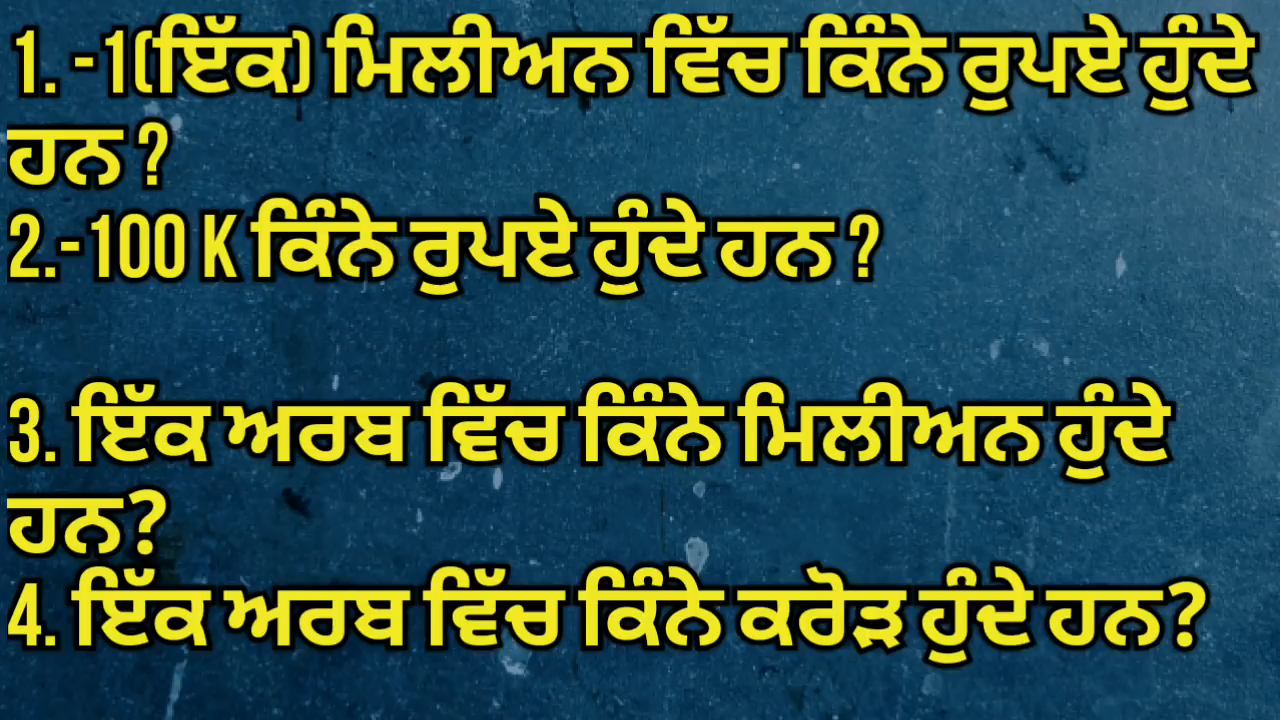 1. -1(ਇੱਕ) ਮਿਲੀਅਨ ਵਿੱਚ ਕਿੰਨੇ ਰੁਪਏ ਹੁੰਦੇ
ਹਨ ?
2.-100 K ਕਿੰਨੇ ਰੁਪਏ ਹੁੰਦੇ ਹਨ ?
3. ਇੱਕ ਅਰਬ ਵਿੱਚ ਕਿੰਨੇ ਮਿਲੀਅਨ ਹੁੰਦੇ
ਹਨ?
4. ਇੱਕ ਅਰਬ ਵਿੱਚ ਕਿੰਨੇ ਕਰੋੜ ਹੁੰਦੇ ਹਨ?